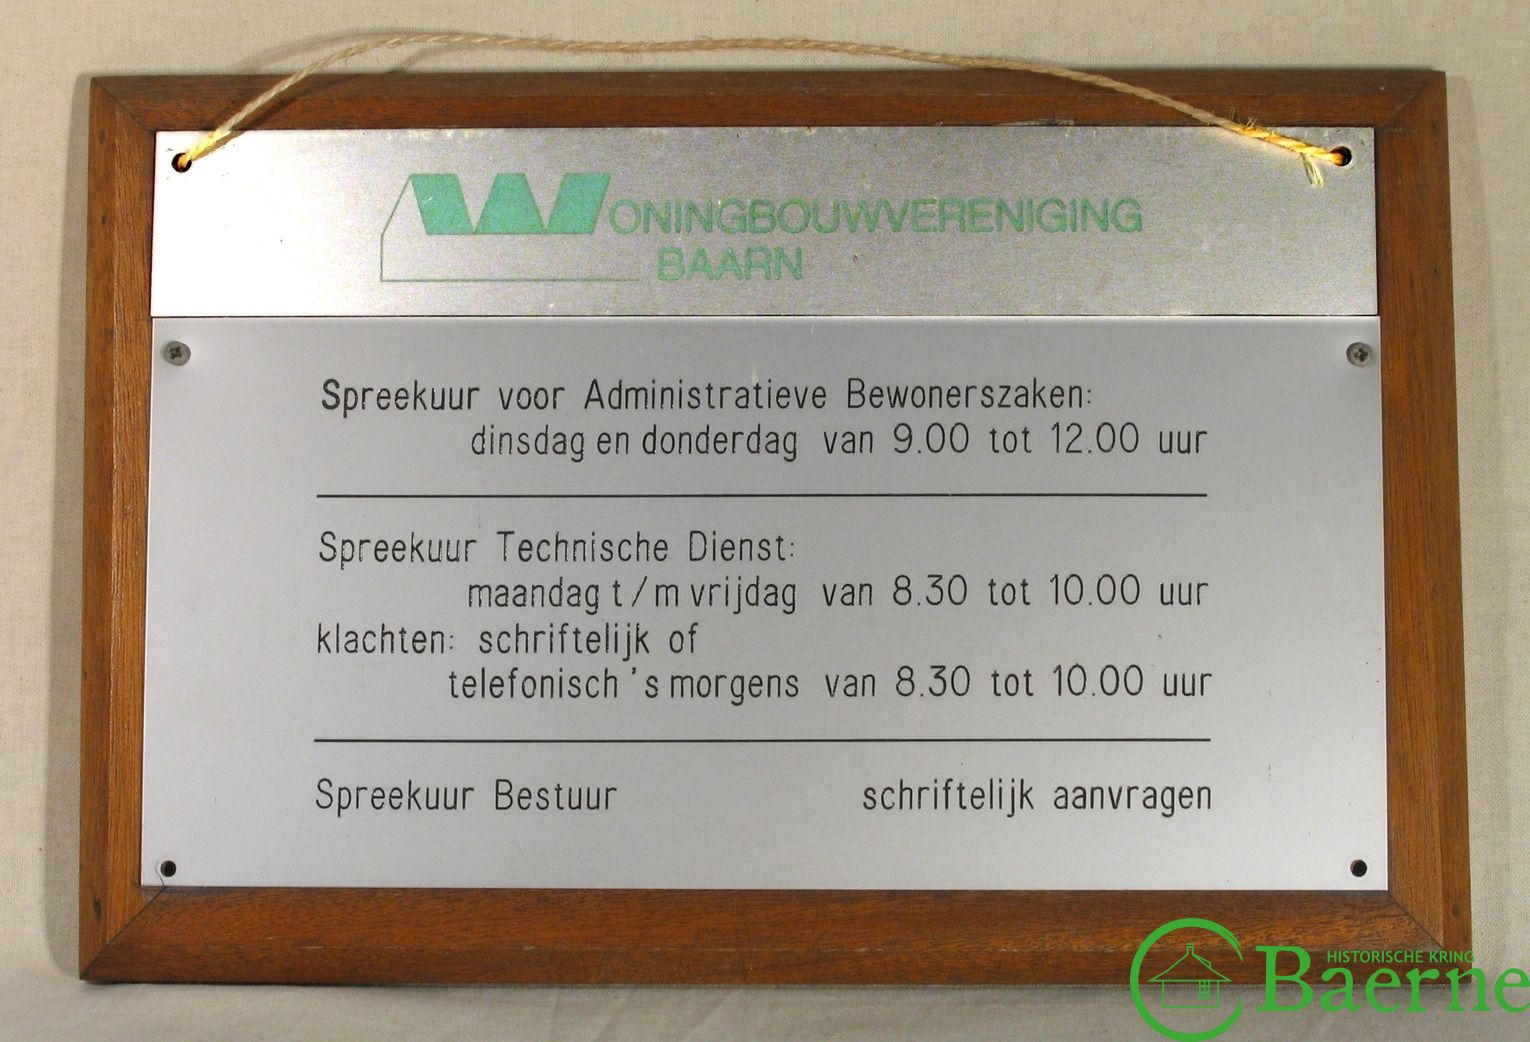 WONINGBOUWVERENIGING
BAARN
Spreekuur voor Administratieve Bewonerszaken:
dinsdag en donderdag van 9.00 tot 12.00 uur
Spreekuur Technische Dienst:
maandag t/m vrijdag van 8.30 tot 10.00 uur
klachten: schriftelijk of
telefonisch 's morgens van 8.30 tot 10.00 uur
Spreekuur Bestuur schriftelijk aanvragen
HISTORISCHE KRING
Baerne